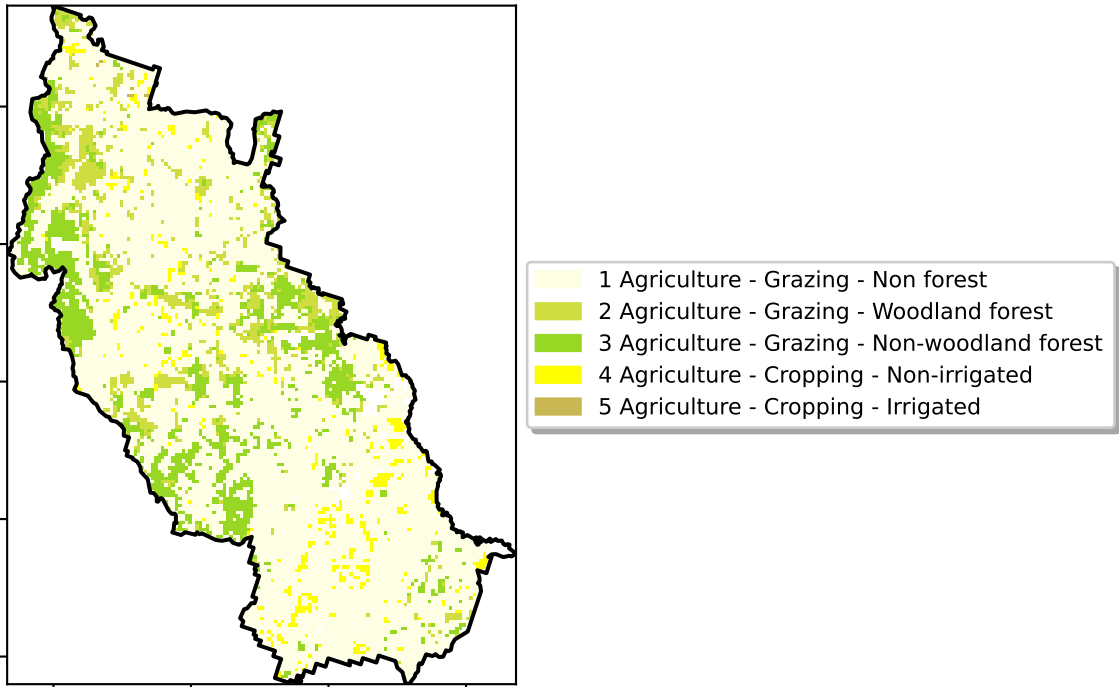 1 Agriculture - Grazing - Non forest
2 Agriculture - Grazing - Woodland forest
3 Agriculture - Grazing - Non-woodland forest
4 Agriculture - Cropping - Non-irrigated
5 Agriculture - Cropping - Irrigated